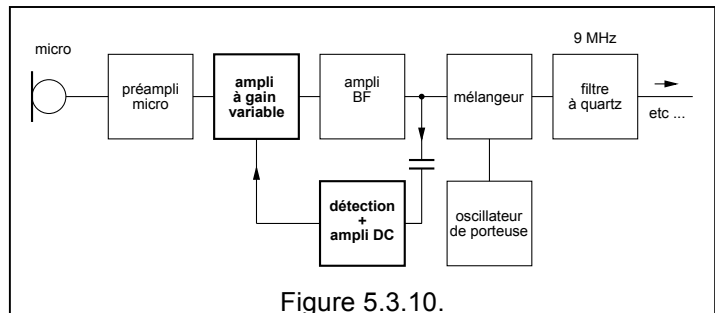 micro
préampli
micro
ampli
à gain
variable
ampli
BF
mélangeur
9 MHz
filtre
à quartz
etc ...
détection
+
ampli DC
oscillateur
de porteuse
Figure 5.3.10.